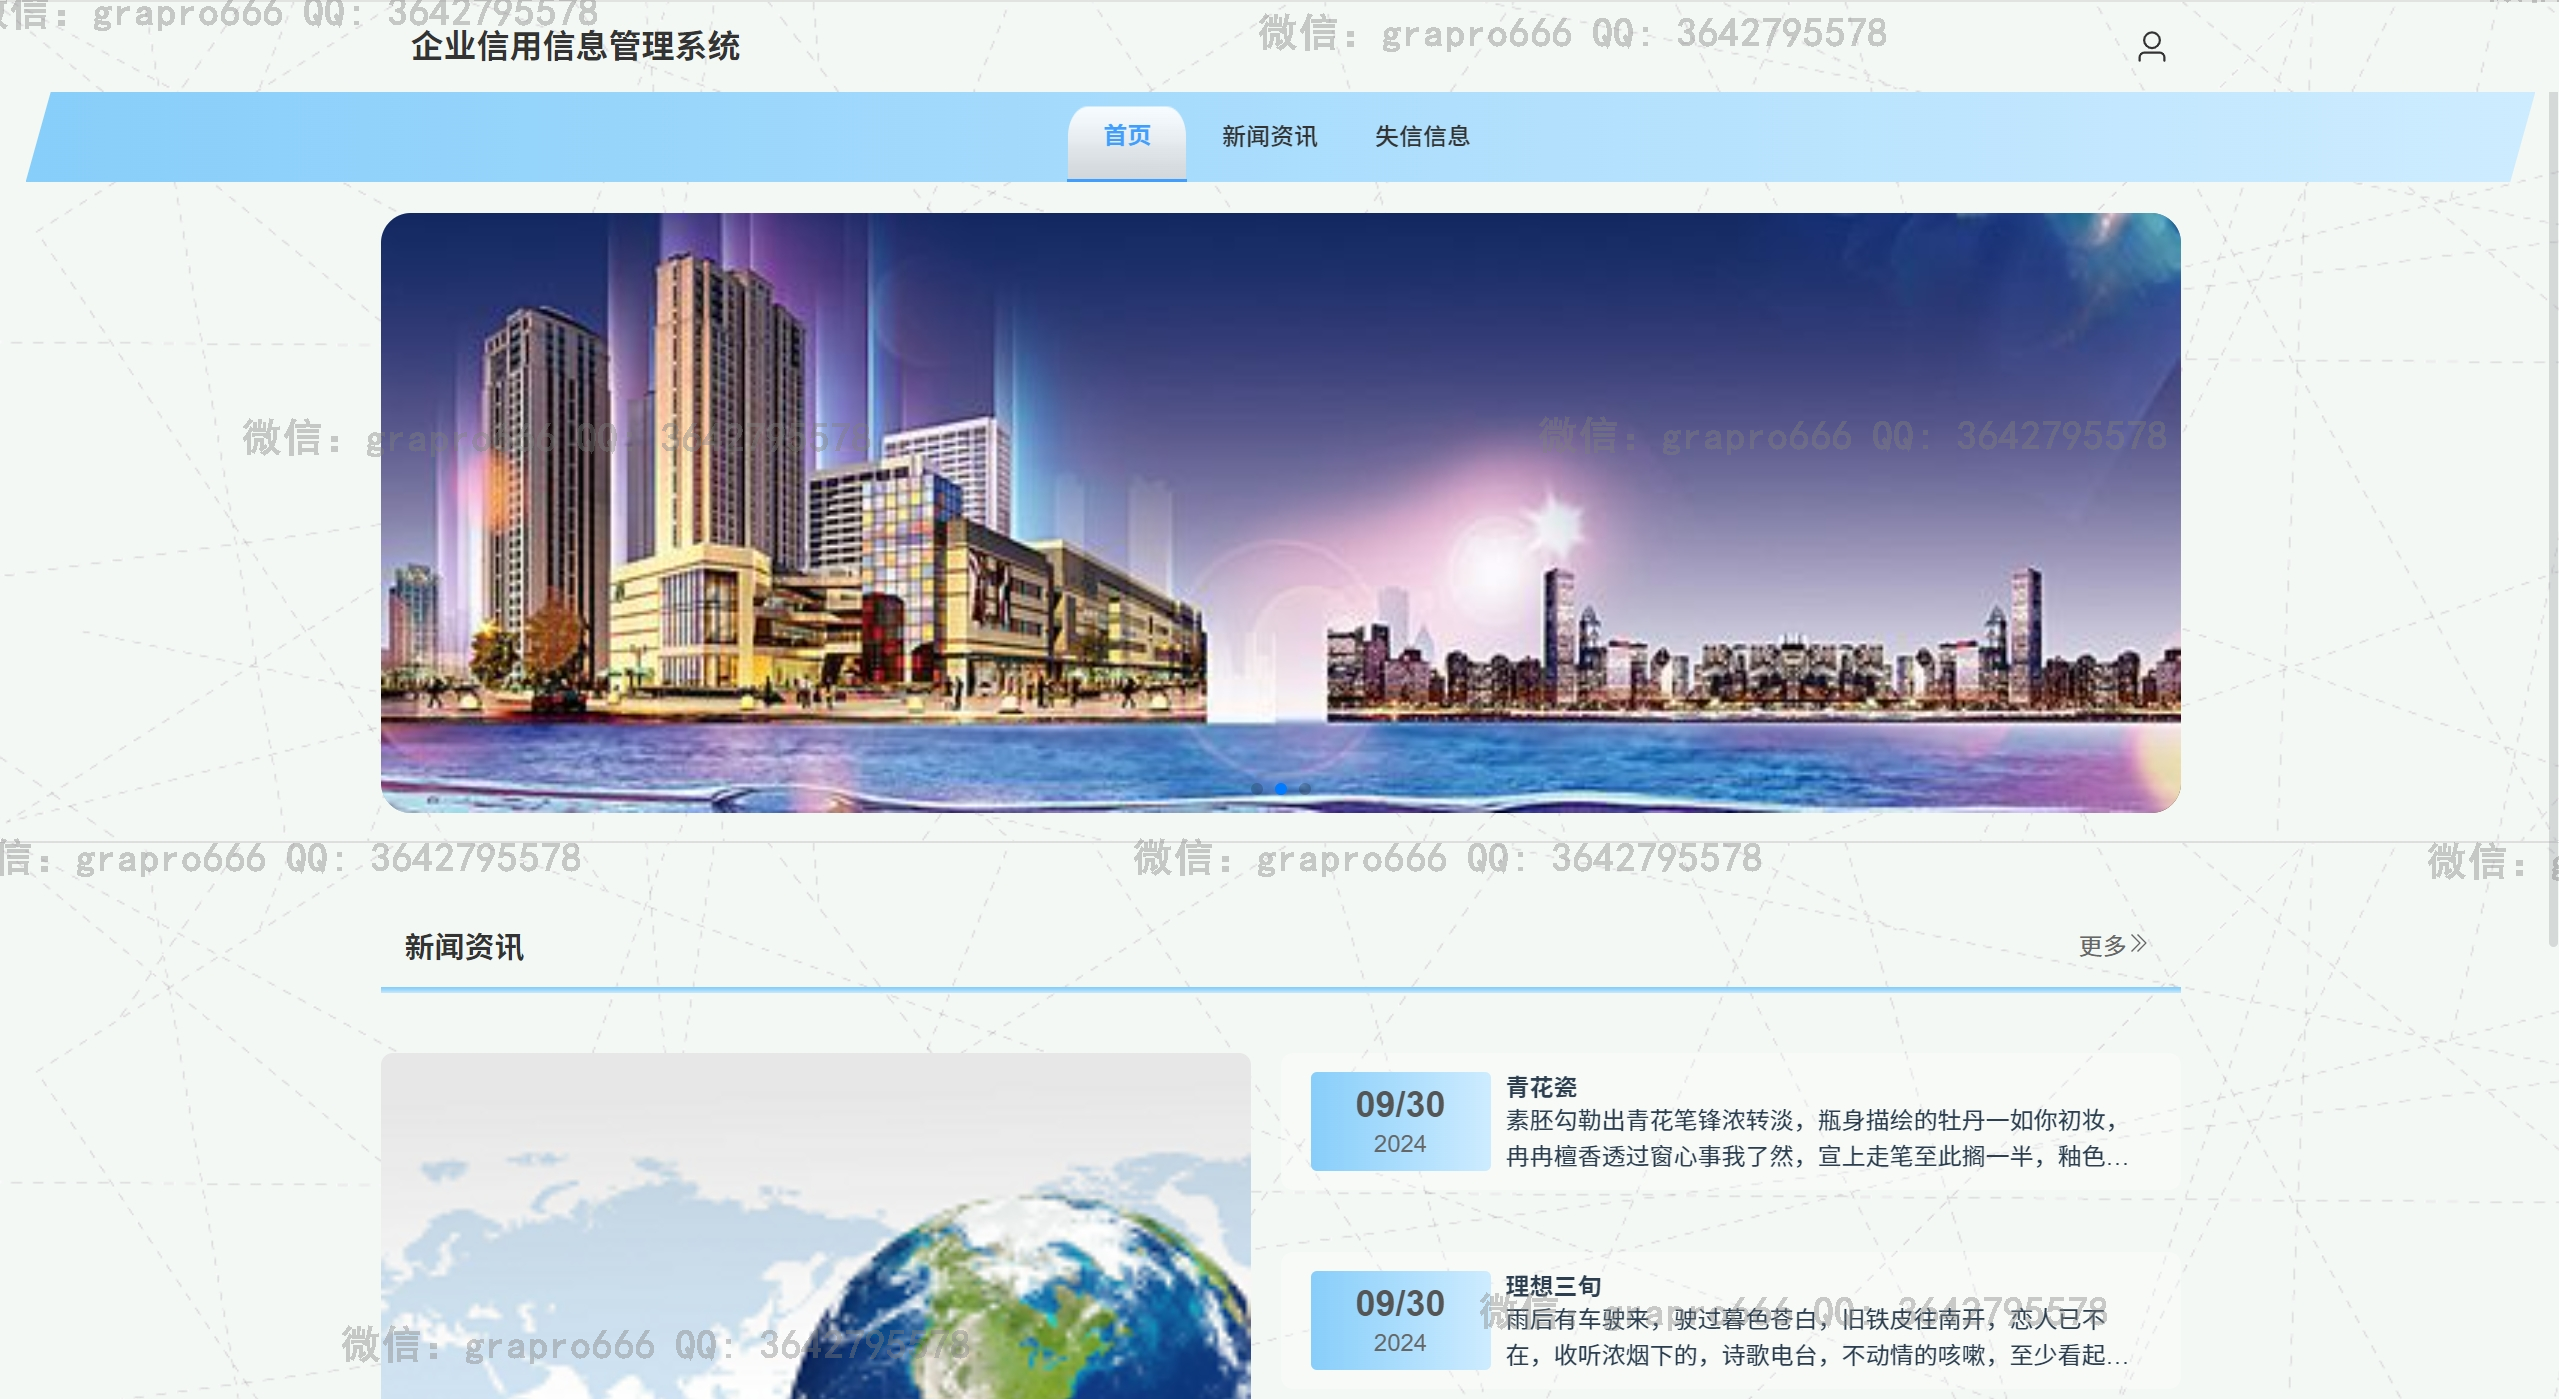 微信：grapro666 QQ: 3642795578
微信：grapro666 QQ: 3642795578
企业信用信息管理系统
首页
新闻资讯
失信信息
微信：grapro666 QQ: 3642795578
微信：grapro666 QQ: 3642795578
信：grapro666 QQ: 3642795578
微信：grapro666 QQ: 3642795578
微信：g
新闻资讯
更多
09/30
2024
青花瓷
素胚勾勒出青花笔锋浓转淡，瓶身描绘的牡丹一如你初妆，
冉冉檀香透过窗心事我了然，宣上走笔至此搁一半，釉色…
09/30
2024
理想三旬
雨后有车驶来，驶过暮色苍白，旧铁皮往南开，恋人已不
在，收听浓烟下的，诗歌电台，不动情的咳嗽，至少看起…
微信：grapro666 QQ: 3642795578
微信：grapro666 QQ: 3642795578